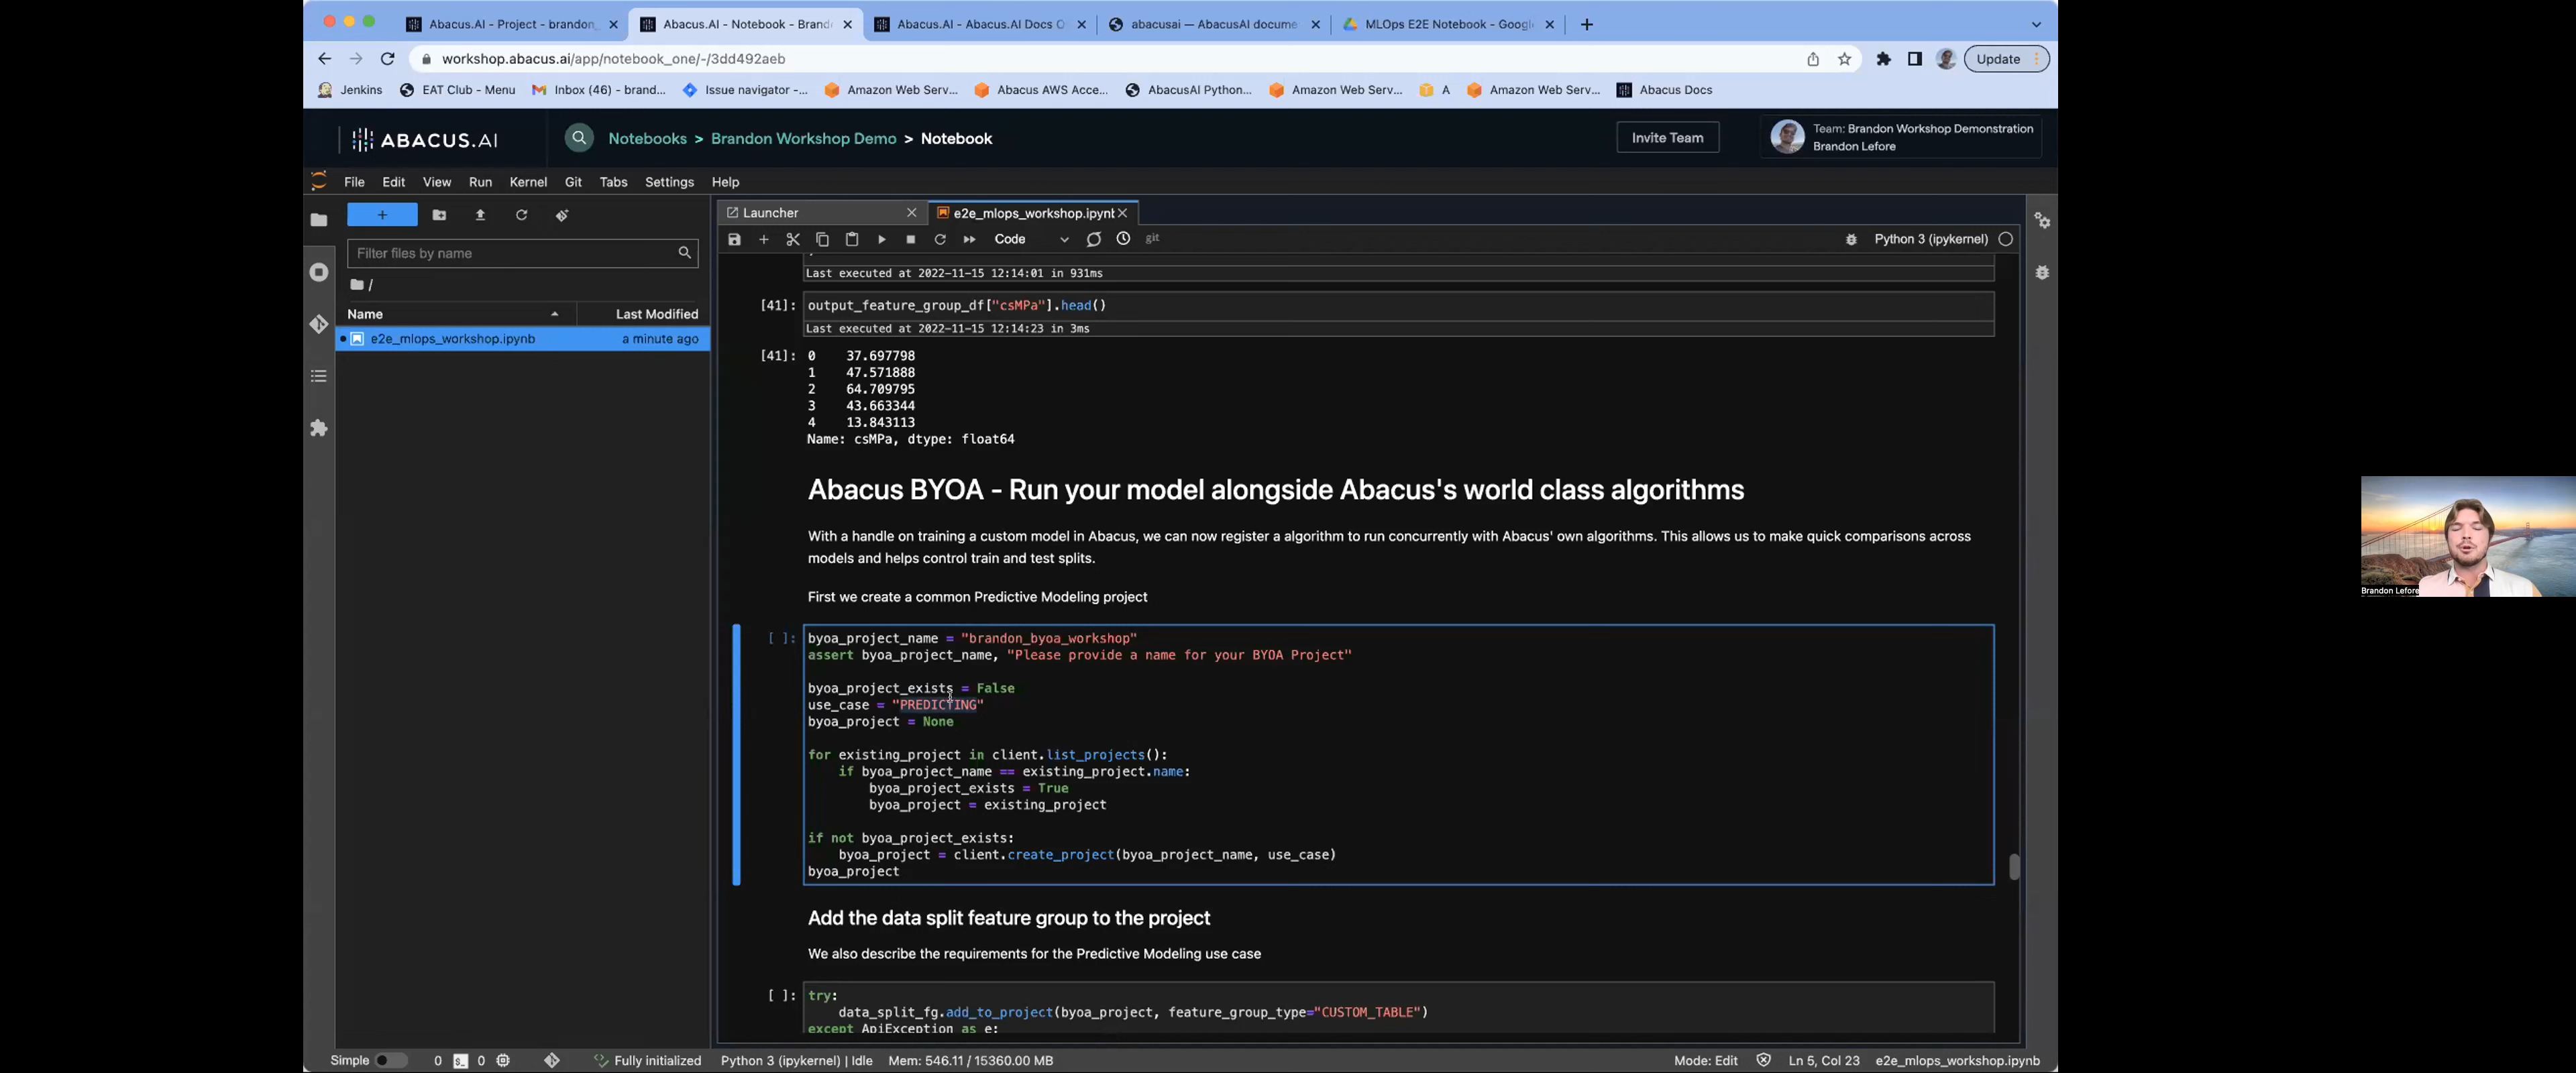 Abacus.AI - Project - brandon_
Abacus.AI - Notebook - Brand
Abacus.AI - Abacus.AI Docs O
abacusai — AbacusAI docume
MLOps E2E Notebook - Googl
workshop.abacus.ai/app/notebook_one/-/3dd492aeb
Update
Jenkins
EAT Club - Menu
Inbox (46) - brand...
Issue navigator -...
Amazon Web Serv...
Abacus AWS Acce...
AbacusAI Python...
Amazon Web Serv...
A
Amazon Web Serv...
Abacus Docs
ABACUS.AI
Notebooks > Brandon Workshop Demo > Notebook
Invite Team
Team: Brandon Workshop Demonstration
Brandon Lefore
File Edit View Run Kernel Git Tabs Settings Help
Filter files by name
/
Name Last Modified
e2e_mlops_workshop.ipynb a minute ago
Launcher
e2e_mlops_workshop.ipynb
Code
git
Python 3 (ipykernel)
Last executed at 2022-11-15 12:14:01 in 931ms
[41]: output_feature_group_df["csMPa"].head()
Last executed at 2022-11-15 12:14:23 in 3ms
[41]: 0 37.697798
1 47.571888
2 64.709795
3 43.663344
4 13.843113
Name: csMPa, dtype: float64
Abacus BYOA - Run your model alongside Abacus's world class algorithms
With a handle on training a custom model in Abacus, we can now register a algorithm to run concurrently with Abacus' own algorithms. This allows us to make quick comparisons across
models and helps control train and test splits.
First we create a common Predictive Modeling project
[ ]: byoa_project_name = "brandon_byoa_workshop"
assert byoa_project_name, "Please provide a name for your BYOA Project"
byoa_project_exists = False
use_case = "PREDICTING"
byoa_project = None
for existing_project in client.list_projects():
if byoa_project_name == existing_project.name:
byoa_project_exists = True
byoa_project = existing_project
if not byoa_project_exists:
byoa_project = client.create_project(byoa_project_name, use_case)
byoa_project
Add the data split feature group to the project
We also describe the requirements for the Predictive Modeling use case
[ ]: try:
data_split_fg.add_to_project(byoa_project, feature_group_type="CUSTOM_TABLE")
except ApiException as e:
Simple 0 0 Fully initialized Python 3 (ipykernel) | Idle Mem: 546.11 / 15360.00 MB
Mode: Edit Ln 5, Col 23 e2e_mlops_workshop.ipynb
Brandon Lefore